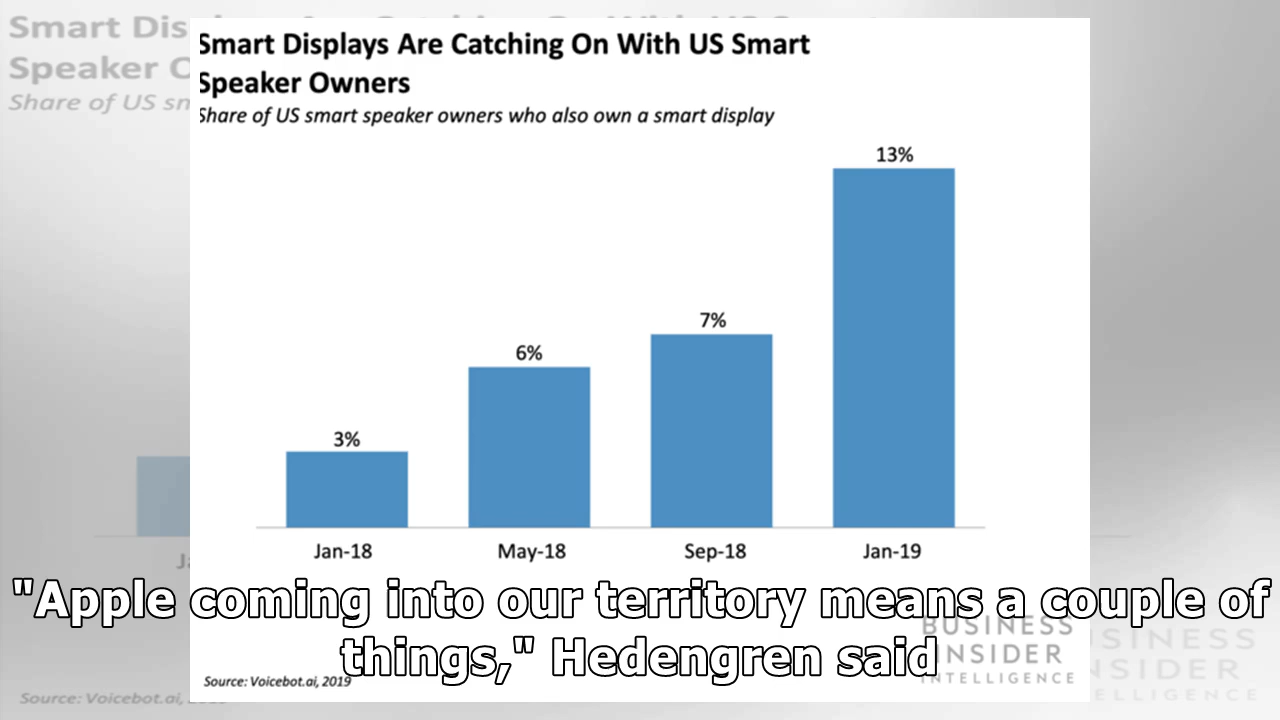 Smart Displays Are Catching On With US Smart
Speaker Owners
Share of US smart speaker owners who also own a smart display
13%
7%
6%
3%
Jan-18 May-18 Sep-18 Jan-19
"Apple coming into our territory means a couple of
things," Hedengren said
BUSINESS
INSIDER
INTELLIGENCE
Source: Voicebot.ai, 2019